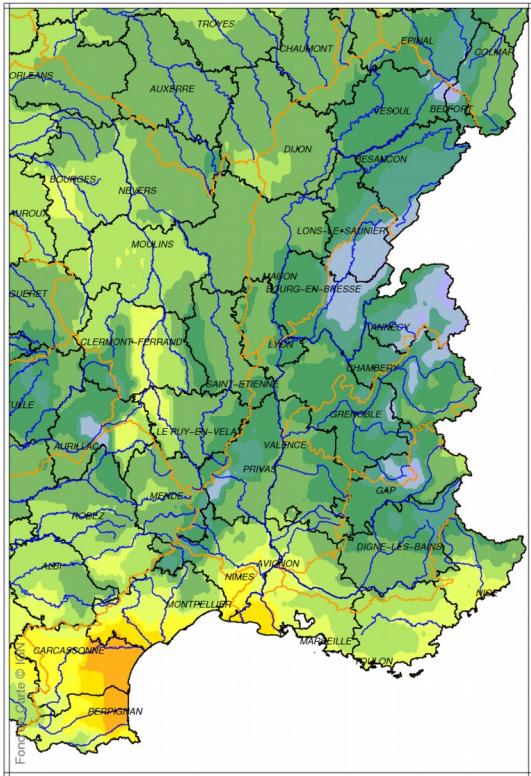 TROYES
EPINAL
CHAUMONT
COLMAR
ORLEANS
AUXERRE
VESOUL
BELFORT
DIJON
BESANCON
BOURGES
NEVERS
AUROUX
LONS-LE-SAUNIER
MOULINS
MACON
BOURG-EN-BRESSE
GUERET
ANNECY
CLERMONT-FERRAND
LYON
CHAMBERY
SAINT-ETIENNE
TULLE
GRENOBLE
LE PUY-EN-VELAY
AURILLAC
VALENCE
PRIVAS
GAP
MENDE
RODEZ
DIGNE-LES-BAINS
ALBI
AVIGNON
NIMES
NICE
MONTPELLIER
MARSEILLE
CARCASSONNE
TOULON
PERPIGNAN
Fond de Carte © IGN